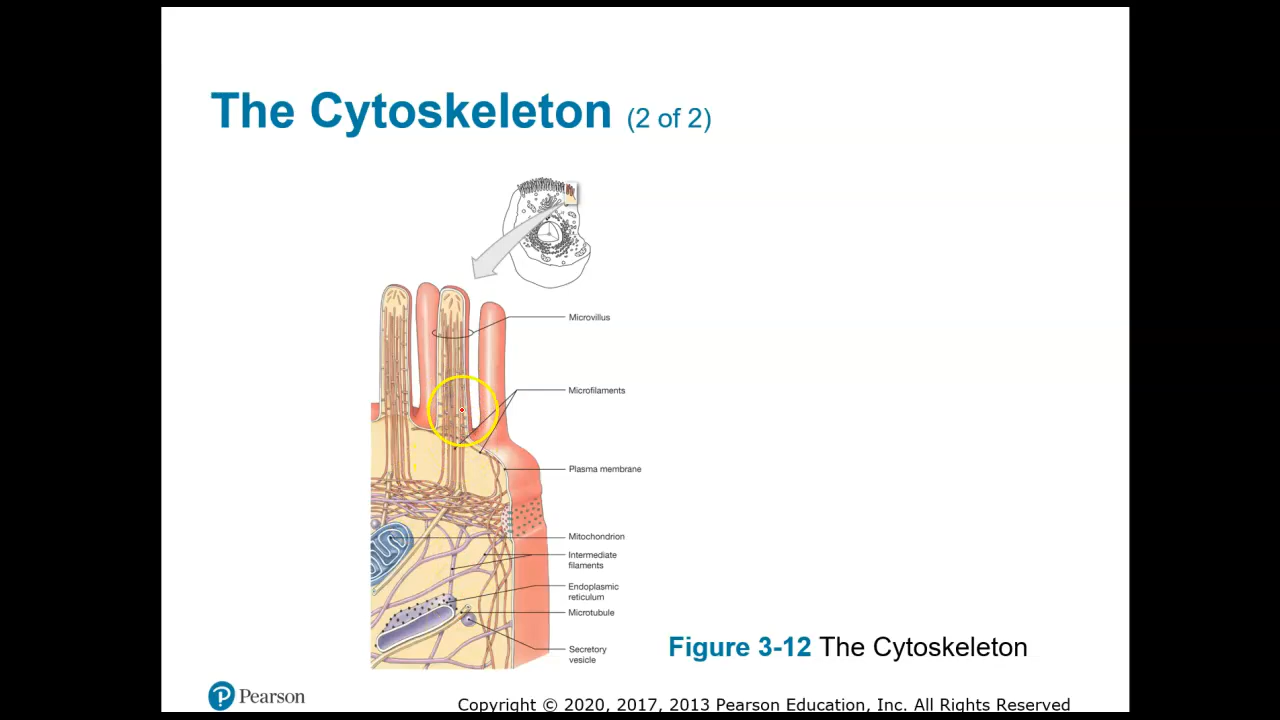 The Cytoskeleton (2 of 2)
Microvillus
Microfilaments
Plasma membrane
Mitochondrion
Intermediate
filaments
Endoplasmic
reticulum
Microtubule
Secretory
vesicle
Figure 3-12 The Cytoskeleton
Pearson
Copyright © 2020, 2017, 2013 Pearson Education, Inc. All Rights Reserved